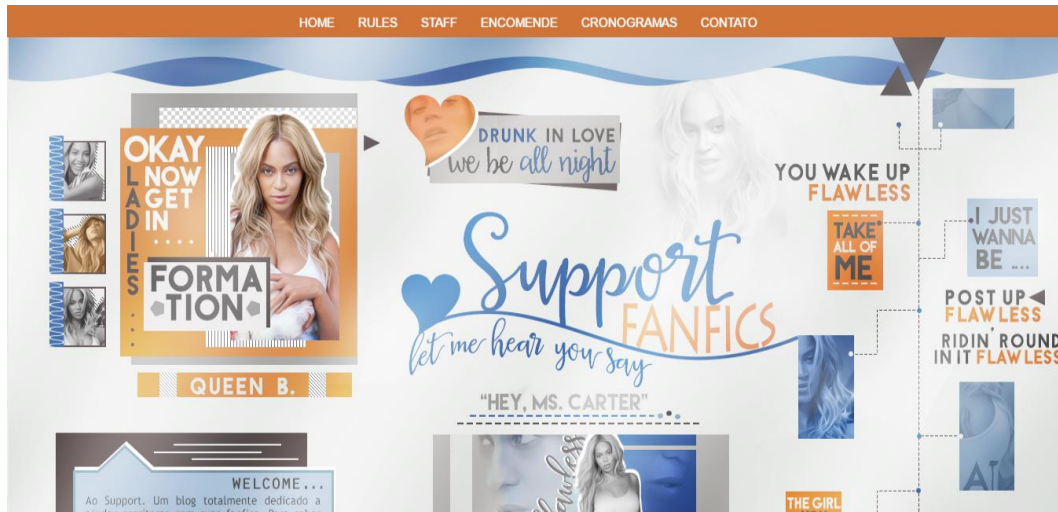 HOME RULES STAFF ENCOMENDE CRONOGRAMAS CONTATO
OKAY
NOW
GET
IN
LADIES
FORMA
TION
QUEEN B.
DRUNK IN LOVE
we be all night
Support
FANFICS
let me hear you say
"HEY, MS. CARTER"
flawless
YOU WAKE UP
FLAWLESS
TAKE
ALL OF
ME
I JUST
WANNA
BE ...
POST UP
FLAWLESS
RIDIN' ROUND
IN IT FLAWLESS
THE GIRL
WELCOME...
Ao Support. Um blog totalmente dedicado a